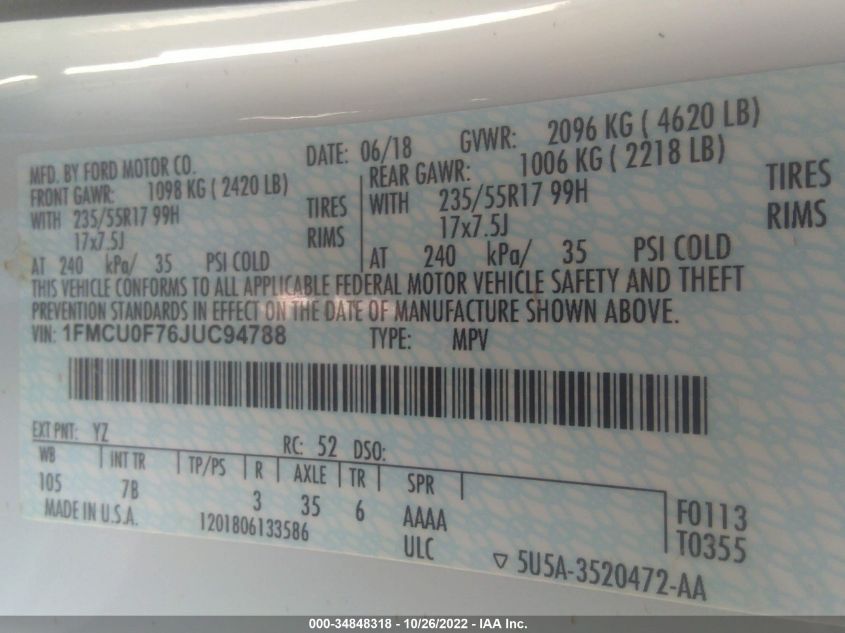 MFD. BY FORD MOTOR CO. DATE: 06/18 GVWR: 2096 KG ( 4620 LB)
FRONT GAWR: 1098 KG ( 2420 LB) REAR GAWR: 1006 KG ( 2218 LB)
WITH 235/55R17 99H TIRES WITH 235/55R17 99H TIRES
17x7.5J RIMS 17x7.5J RIMS
AT 240 kPa/ 35 PSI COLD AT 240 kPa/ 35 PSI COLD
THIS VEHICLE CONFORMS TO ALL APPLICABLE FEDERAL MOTOR VEHICLE SAFETY AND THEFT
PREVENTION STANDARDS IN EFFECT ON THE DATE OF MANUFACTURE SHOWN ABOVE.
VIN: 1FMCU0F76JUC94788 TYPE: MPV
EXT PNT: YZ RC: 52 DSO:
WB INT TR TP/PS R AXLE TR SPR
105 7B 3 35 6 AAAA F0113
MADE IN U.S.A. 1201806133586 ULC T0355
▽ 5U5A-3520472-AA
000-34848318 - 10/26/2022 - IAA Inc.